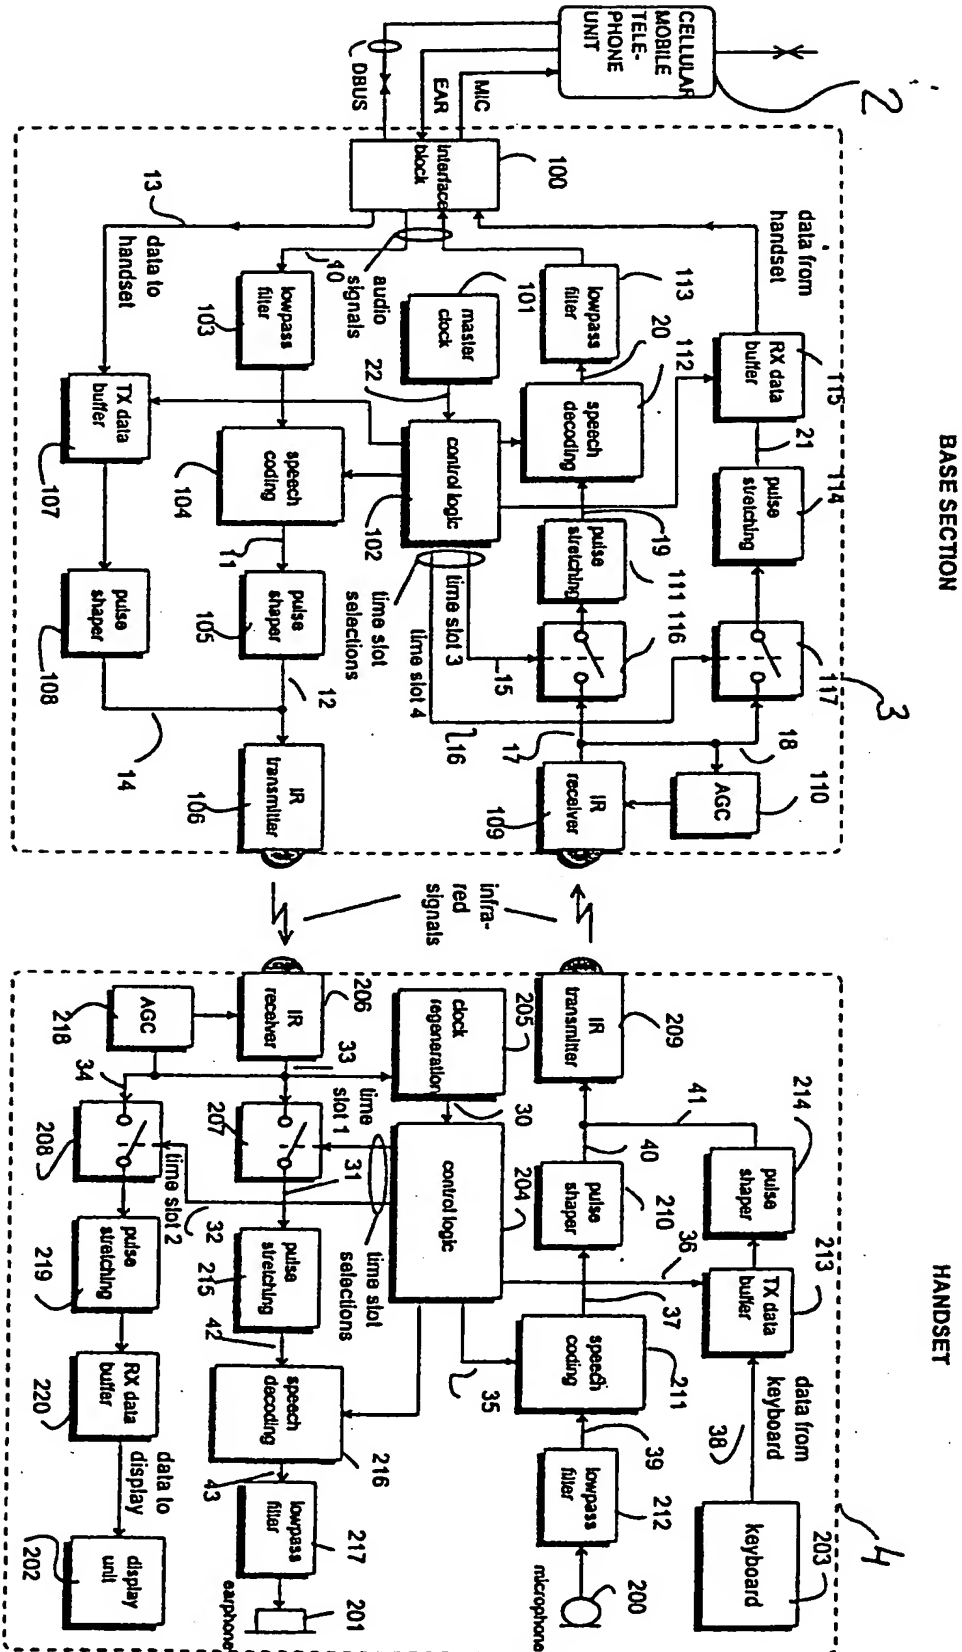 BASE SECTION
HANDSET
CELLULAR
MOBILE
TELE-
PHONE
UNIT
2
MIC
EAR
DBUS
interface
block
100
data from
handset
RX data
buffer
115
21
pulse
stretching
114
117
3
18
AGC
110
lowpass
filter
113
20
speech
decoding
112
19
pulse
stretching
111
116
17
IR
receiver
109
master
clock
101
22
control logic
102
time slot 3
time slot 4
time slot
selections
15
16
audio
signals
10
lowpass
filter
103
speech
coding
104
11
pulse
shaper
105
12
IR
transmitter
106
13
data to
handset
TX data
buffer
107
pulse
shaper
108
14
infra-
red
signals
4
IR
transmitter
209
41
40
pulse
shaper
214
TX data
buffer
213
data from
keyboard
38
keyboard
203
pulse
shaper
210
36
37
speech
coding
211
39
lowpass
filter
212
microphone
200
35
clock
regeneration
205
30
control logic
204
time slot
selections
time
slot 1
time slot 2
IR
receiver
206
33
207
31
pulse
stretching
215
42
speech
decoding
216
43
lowpass
filter
217
earphone
201
AGC
218
34
208
32
pulse
stretching
219
RX data
buffer
220
data to
display
display
unit
202